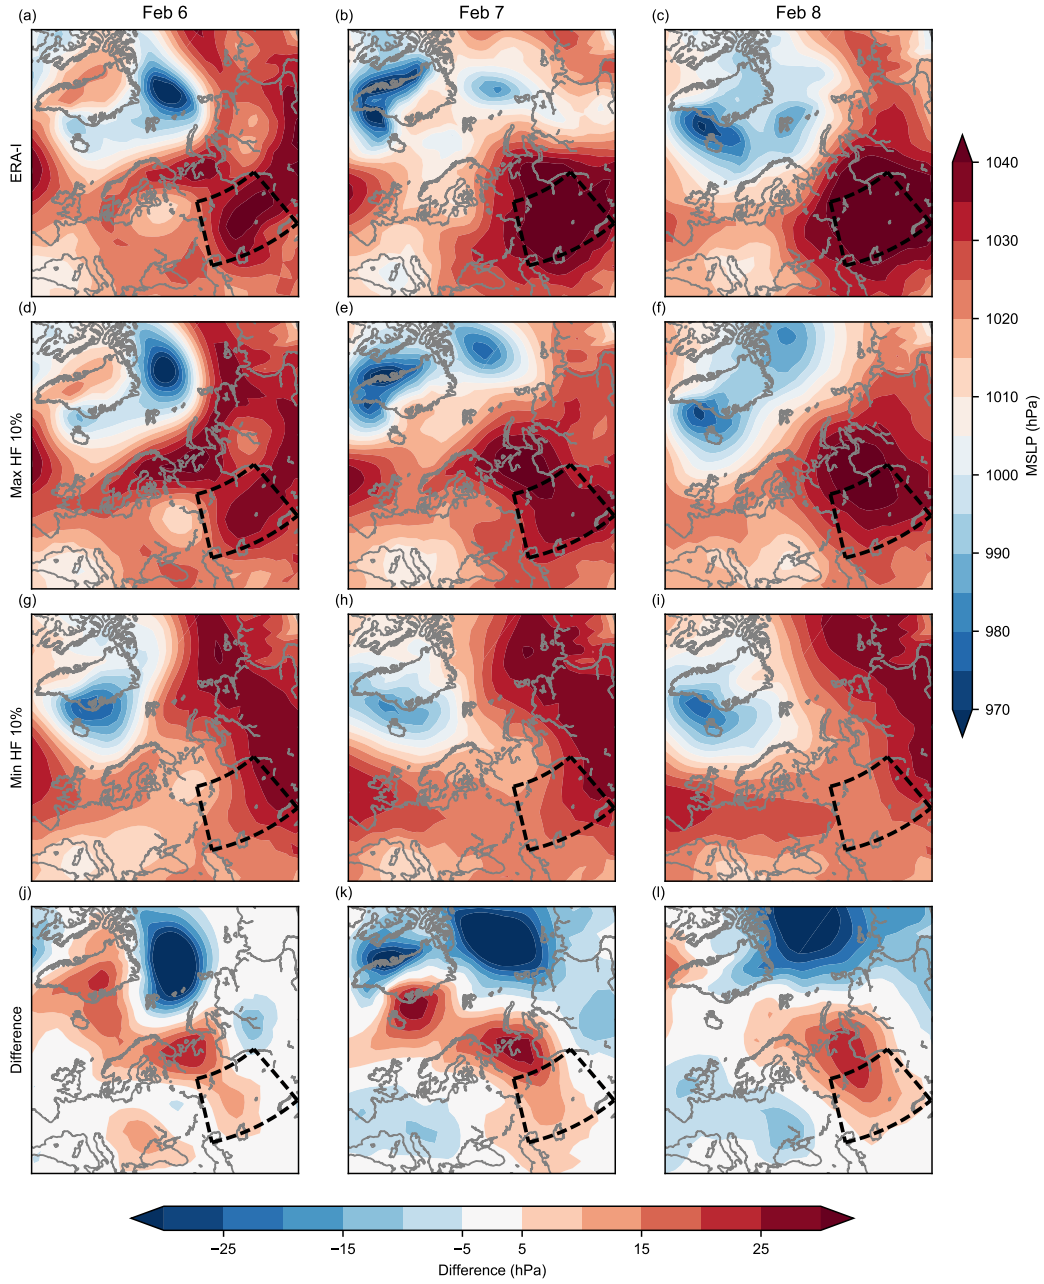 Feb 6
Feb 7
Feb 8
(a)
(b)
(c)
ERA-I
(d)
(e)
(f)
Max HF 10%
(g)
(h)
(i)
Min HF 10%
(j)
(k)
(l)
Difference
1040
1030
1020
1010
1000
990
980
970
MSLP (hPa)
−25
−15
−5
5
15
25
Difference (hPa)